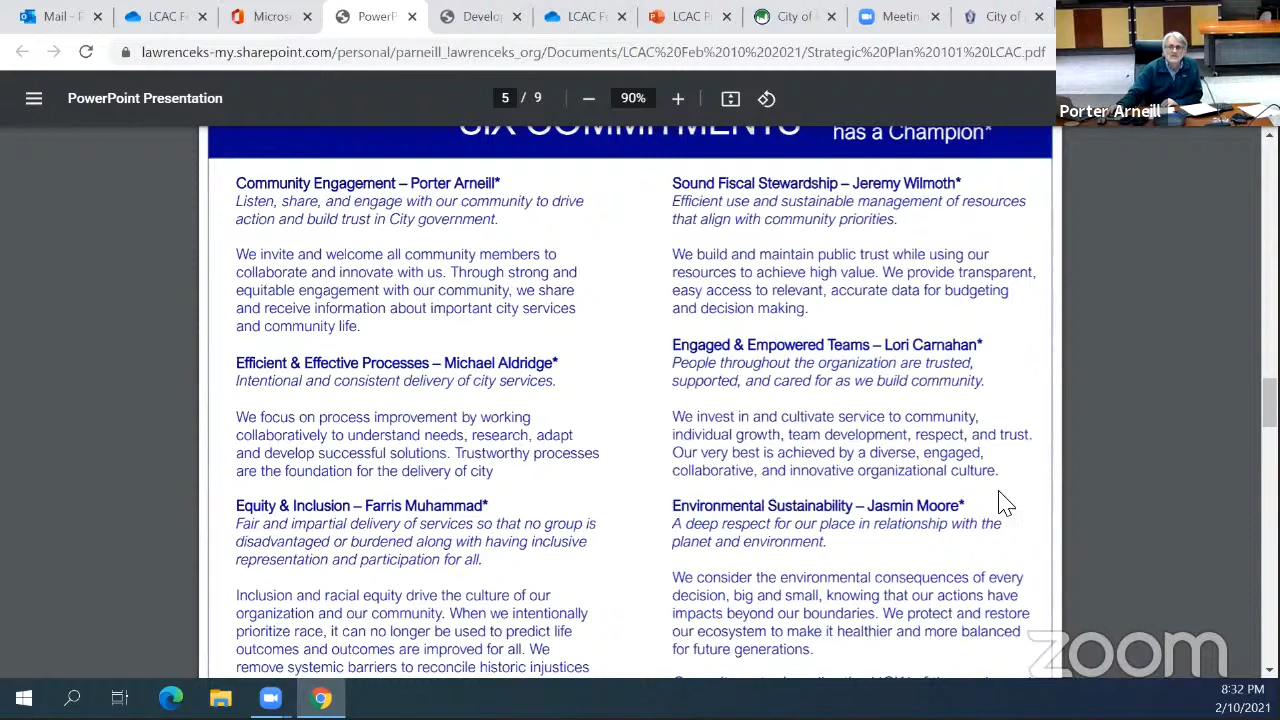 Mail - F
LCAC F
Micros
PowerP
Develo
LCAC F
LCAC F
City of
Meetin
City of
lawrenceks-my.sharepoint.com/personal/parneill_lawrenceks_org/Documents/LCAC%20Feb%2010%202021/Strategic%20Plan%20101%20LCAC.pdf
Porter Arneill
PowerPoint Presentation
5 / 9
90%
SIX COMMITMENTS
has a Champion*
Community Engagement – Porter Arneill*
Listen, share, and engage with our community to drive
action and build trust in City government.
We invite and welcome all community members to
collaborate and innovate with us. Through strong and
equitable engagement with our community, we share
and receive information about important city services
and community life.
Efficient & Effective Processes – Michael Aldridge*
Intentional and consistent delivery of city services.
We focus on process improvement by working
collaboratively to understand needs, research, adapt
and develop successful solutions. Trustworthy processes
are the foundation for the delivery of city
Equity & Inclusion – Farris Muhammad*
Fair and impartial delivery of services so that no group is
disadvantaged or burdened along with having inclusive
representation and participation for all.
Inclusion and racial equity drive the culture of our
organization and our community. When we intentionally
prioritize race, it can no longer be used to predict life
outcomes and outcomes are improved for all. We
remove systemic barriers to reconcile historic injustices
Sound Fiscal Stewardship – Jeremy Wilmoth*
Efficient use and sustainable management of resources
that align with community priorities.
We build and maintain public trust while using our
resources to achieve high value. We provide transparent,
easy access to relevant, accurate data for budgeting
and decision making.
Engaged & Empowered Teams – Lori Carnahan*
People throughout the organization are trusted,
supported, and cared for as we build community.
We invest in and cultivate service to community,
individual growth, team development, respect, and trust.
Our very best is achieved by a diverse, engaged,
collaborative, and innovative organizational culture.
Environmental Sustainability – Jasmin Moore*
A deep respect for our place in relationship with the
planet and environment.
We consider the environmental consequences of every
decision, big and small, knowing that our actions have
impacts beyond our boundaries. We protect and restore
our ecosystem to make it healthier and more balanced
for future generations.
zoom
8:32 PM
2/10/2021